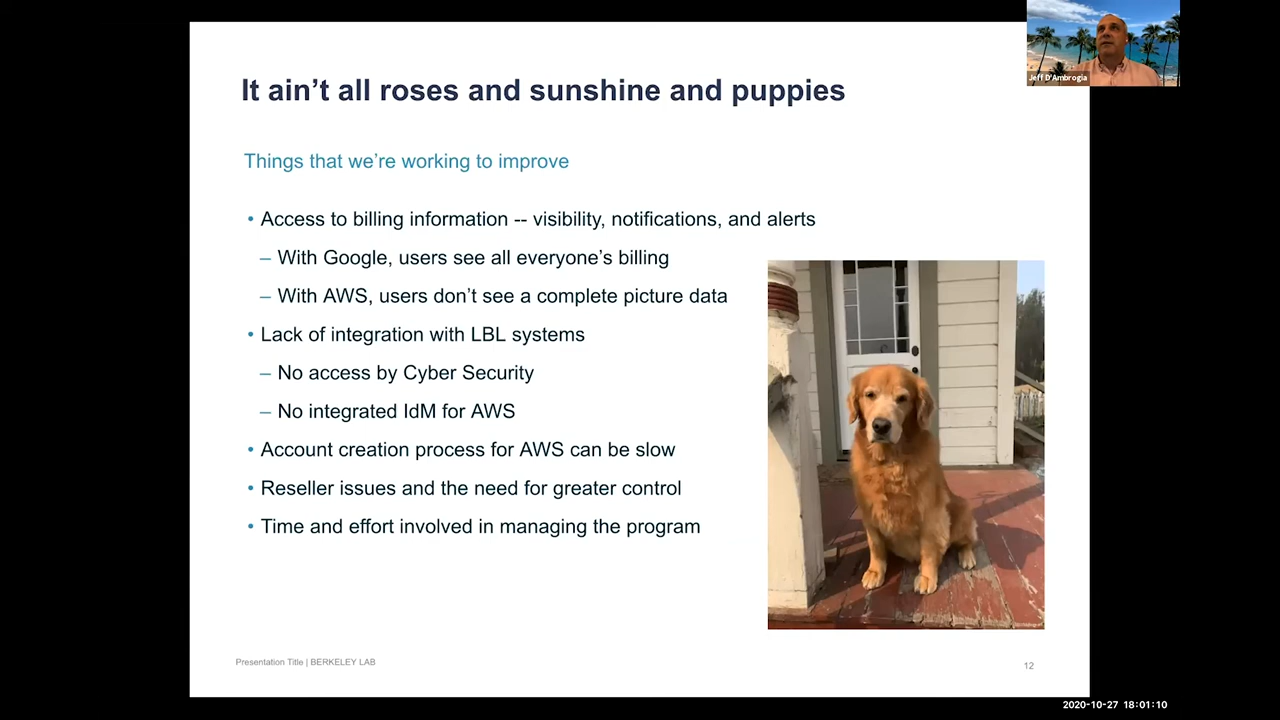 It ain't all roses and sunshine and puppies
Jeff D'Ambrogia
Things that we're working to improve
• Access to billing information -- visibility, notifications, and alerts
– With Google, users see all everyone's billing
– With AWS, users don't see a complete picture data
• Lack of integration with LBL systems
– No access by Cyber Security
– No integrated IdM for AWS
• Account creation process for AWS can be slow
• Reseller issues and the need for greater control
• Time and effort involved in managing the program
Presentation Title | BERKELEY LAB
12
2020-10-27 18:01:10